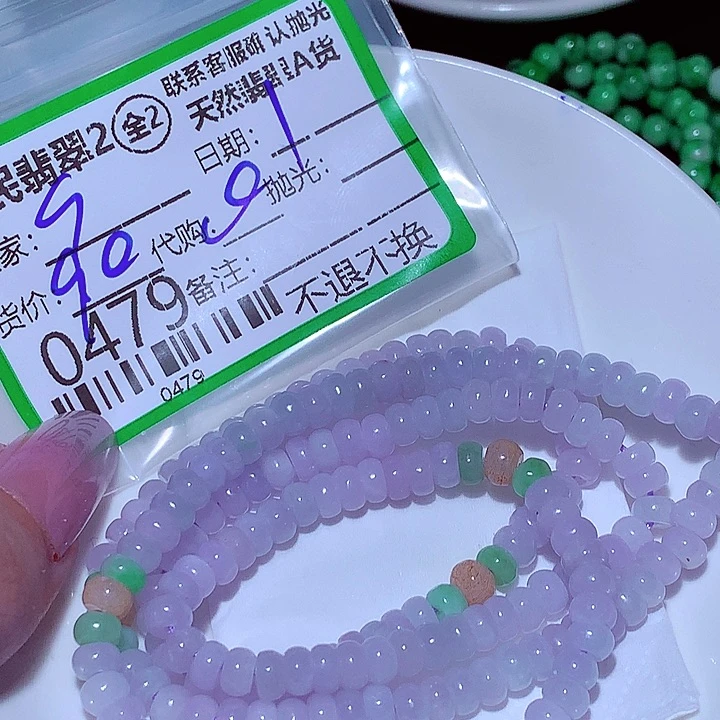 联系客服确认抛光
民翡翠2 全2 天然翡翠A货
日期:
家: 9 抛光:
货价: 90 代购
0479 备注:
不退不换
0479